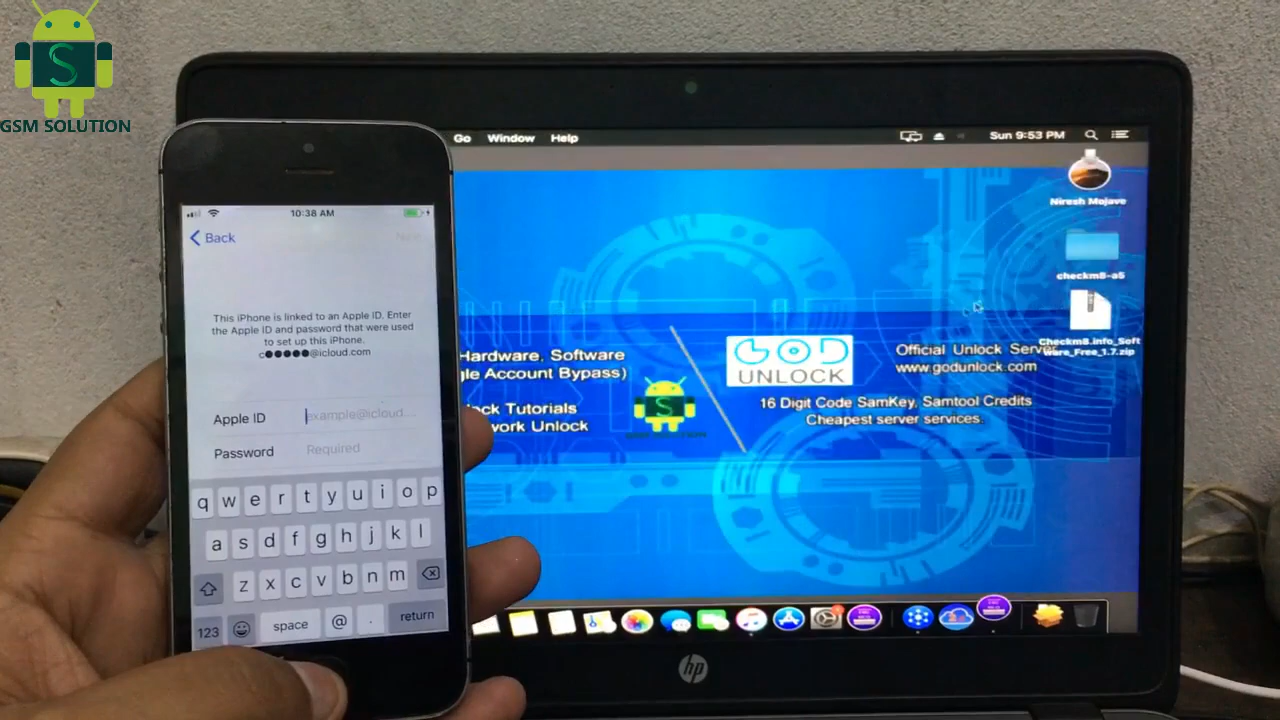 GSM SOLUTION
10:38 AM
Back
This iPhone is linked to an Apple ID. Enter
the Apple ID and password that were used
to set up this iPhone.
c●●●●●@icloud.com
Apple ID
example@icloud...
Password
Required
q w e r t y u i o p
a s d f g h j k l
z x c v b n m
123
space
@
.
return
Go Window Help
Sun 9:53 PM
Niresh Mojave
checkm8-a5
Checkm8.info_Soft
ware_Free_1.7.zip
Hardware, Software
gle Account Bypass)
ock Tutorials
work Unlock
GOD
UNLOCK
Official Unlock Server
www.godunlock.com
16 Digit Code SamKey, Samtool Credits
Cheapest server services.
hp